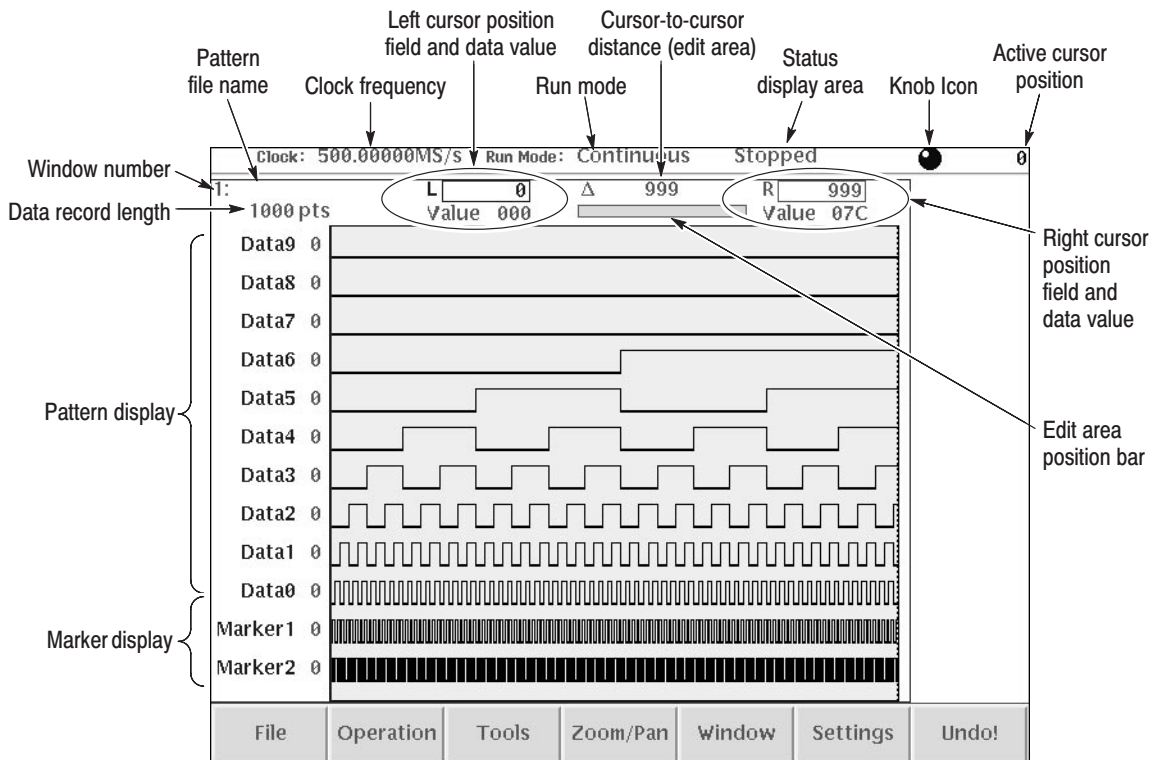 Left cursor position
field and data value
Cursor-to-cursor
distance (edit area)
Pattern
file name
Clock frequency
Run mode
Status
display area
Knob Icon
Active cursor
position
Window number
Data record length
Clock: 500.00000MS/s Run Mode: Continuous Stopped 0
1:
L 0 Δ 999 R 999
1000 pts Value 000 Value 07C
Right cursor
position
field and
data value
Data9 0
Data8 0
Data7 0
Data6 0
Data5 0
Pattern display
Data4 0
Edit area
position bar
Data3 0
Data2 0
Data1 0
Data0 0
Marker display
Marker1 0
Marker2 0
File Operation Tools Zoom/Pan Window Settings Undo!